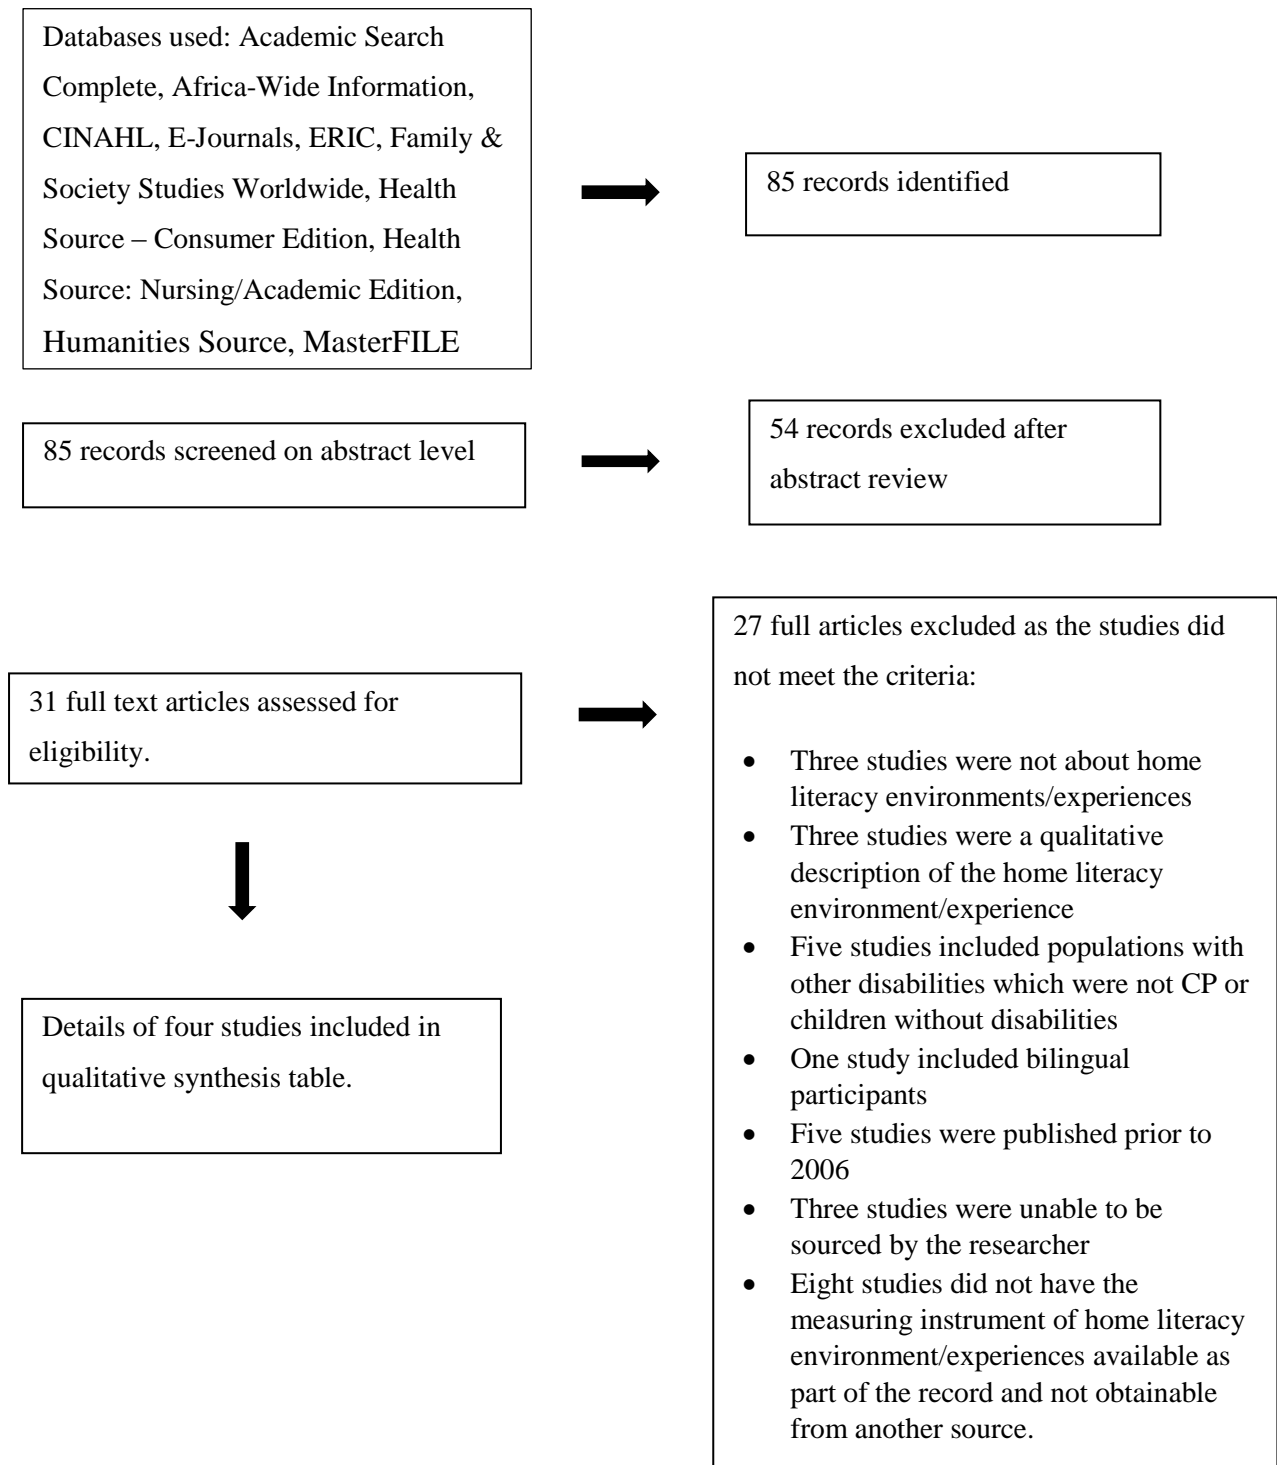 Databases used: Academic Search
Complete, Africa-Wide Information,
CINAHL, E-Journals, ERIC, Family &
Society Studies Worldwide, Health
Source – Consumer Edition, Health
Source: Nursing/Academic Edition,
Humanities Source, MasterFILE
85 records identified
85 records screened on abstract level
54 records excluded after
abstract review
31 full text articles assessed for
eligibility.
27 full articles excluded as the studies did
not meet the criteria:
• Three studies were not about home
literacy environments/experiences
• Three studies were a qualitative
description of the home literacy
environment/experience
• Five studies included populations with
other disabilities which were not CP or
children without disabilities
• One study included bilingual
participants
• Five studies were published prior to
2006
• Three studies were unable to be
sourced by the researcher
• Eight studies did not have the
measuring instrument of home literacy
environment/experiences available as
part of the record and not obtainable
from another source.
Details of four studies included in
qualitative synthesis table.